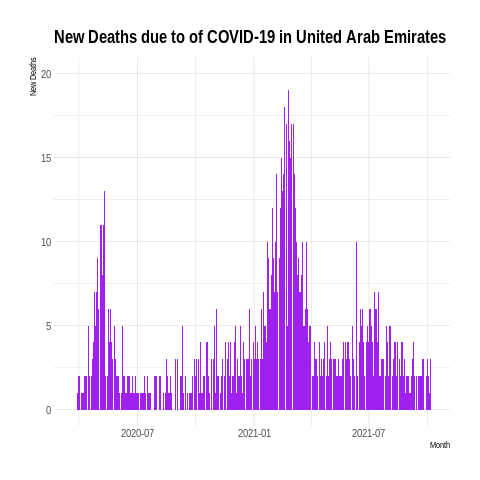 New Deaths due to of COVID-19 in United Arab Emirates
New Deaths
20
15
10
5
0
2020-07
2021-01
2021-07
Month